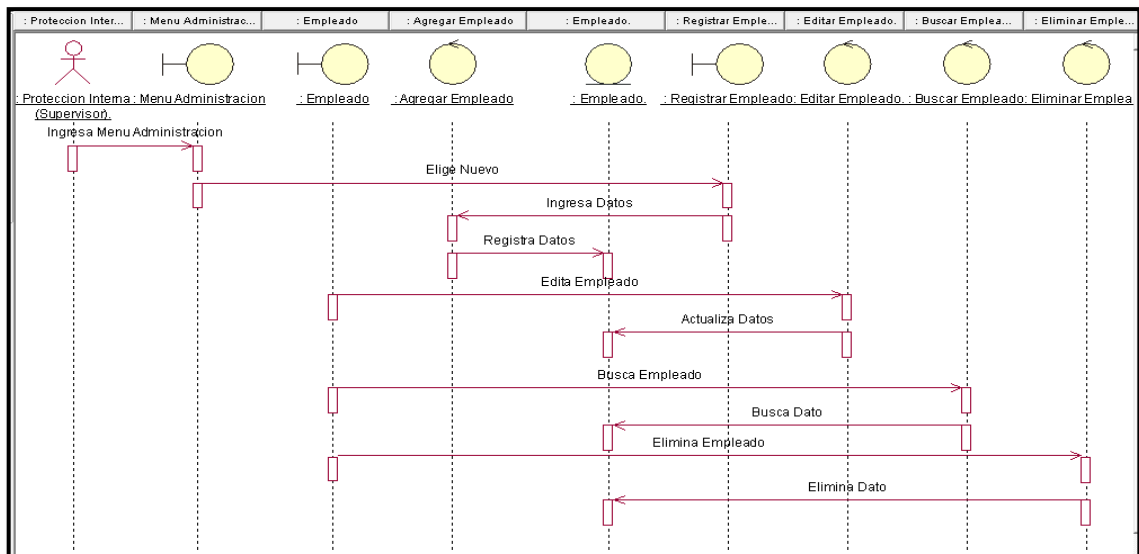 : Proteccion Inter... : Menu Administrac... : Empleado : Agregar Empleado : Empleado. : Registrar Emple... : Editar Empleado. : Buscar Emplea... : Eliminar Emple...
: Proteccion Interna : Menu Administracion : Empleado : Agregar Empleado : Empleado. : Registrar Empleado : Editar Empleado. : Buscar Empleado : Eliminar Emplea
(Supervisor).
Ingresa Menu Administracion
Elige Nuevo
Ingresa Datos
Registra Datos
Edita Empleado
Actualiza Datos
Busca Empleado
Busca Dato
Elimina Empleado
Elimina Dato